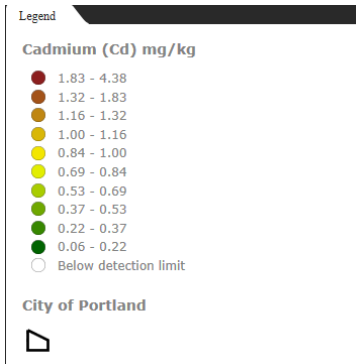 Legend
Cadmium (Cd) mg/kg
1.83 - 4.38
1.32 - 1.83
1.16 - 1.32
1.00 - 1.16
0.84 - 1.00
0.69 - 0.84
0.53 - 0.69
0.37 - 0.53
0.22 - 0.37
0.06 - 0.22
Below detection limit
City of Portland